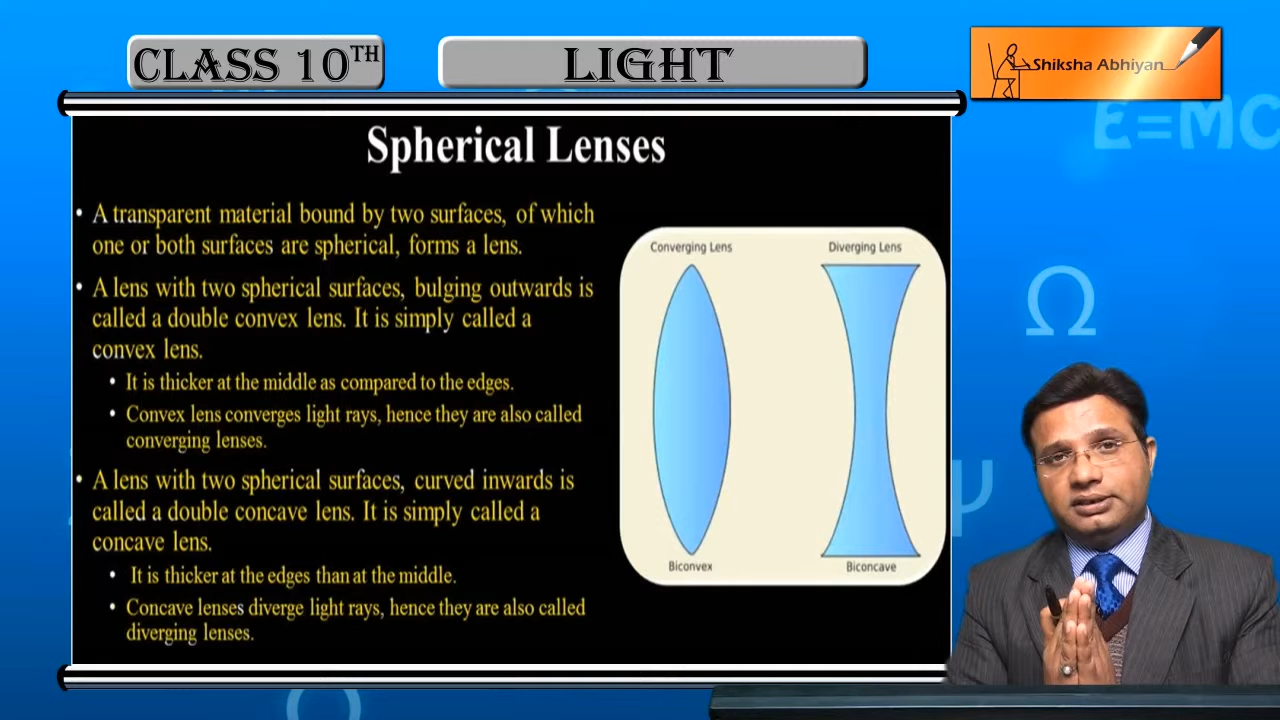 CLASS 10TH
LIGHT
Shiksha Abhiyan
E=MC
Spherical Lenses
• A transparent material bound by two surfaces, of which
one or both surfaces are spherical, forms a lens.
• A lens with two spherical surfaces, bulging outwards is
called a double convex lens. It is simply called a
convex lens.
• It is thicker at the middle as compared to the edges.
• Convex lens converges light rays, hence they are also called
converging lenses.
• A lens with two spherical surfaces, curved inwards is
called a double concave lens. It is simply called a
concave lens.
• It is thicker at the edges than at the middle.
• Concave lenses diverge light rays, hence they are also called
diverging lenses.
Converging Lens
Diverging Lens
Biconvex
Biconcave
Ω
Ψ
Ω